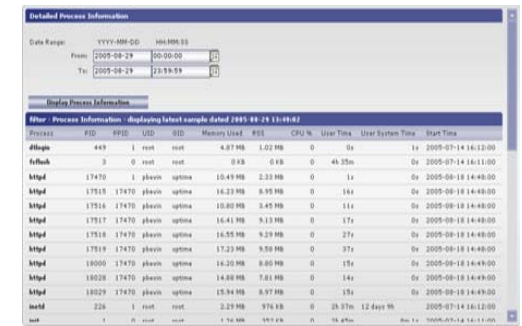 Detailed Process Information
Date Range: YYYY-MM-DD HH:MM:SS
From: 2005-08-29 00:00:00
To: 2005-08-29 23:59:59
Display Process Information
filter - Process Information - displaying latest sample dated 2005-08-29 13:49:02
Process PID PPID UID GID Memory Used RSS CPU % User Time User System Time Start Time
dtlogin 449 1 root root 4.87 MB 1.02 MB 0 0s 1s 2005-07-14 16:12:00
fsflush 3 0 root root 0 KB 0 KB 0 4h 35m 0s 2005-07-14 16:11:00
httpd 17470 1 pbevin uptime 10.49 MB 2.33 MB 0 1s 0s 2005-08-18 14:48:00
httpd 17515 17470 pbevin uptime 16.23 MB 8.95 MB 0 16s 0s 2005-08-18 14:48:00
httpd 17516 17470 pbevin uptime 10.80 MB 3.45 MB 0 11s 0s 2005-08-18 14:48:00
httpd 17517 17470 pbevin uptime 16.41 MB 9.13 MB 0 17s 0s 2005-08-18 14:48:00
httpd 17518 17470 pbevin uptime 16.55 MB 9.29 MB 0 27s 0s 2005-08-18 14:48:00
httpd 17519 17470 pbevin uptime 17.23 MB 9.58 MB 0 37s 0s 2005-08-18 14:48:00
httpd 18000 17470 pbevin uptime 16.20 MB 8.80 MB 0 15s 0s 2005-08-18 14:49:00
httpd 18028 17470 pbevin uptime 14.88 MB 7.81 MB 0 14s 0s 2005-08-18 14:49:00
httpd 18029 17470 pbevin uptime 15.94 MB 8.97 MB 0 15s 0s 2005-08-18 14:49:00
inetd 226 1 root root 2.29 MB 976 KB 0 2h 37m 12 days 9h 2005-07-14 16:12:00
init 1 0 root root 0 2005-07-14 16:11:00